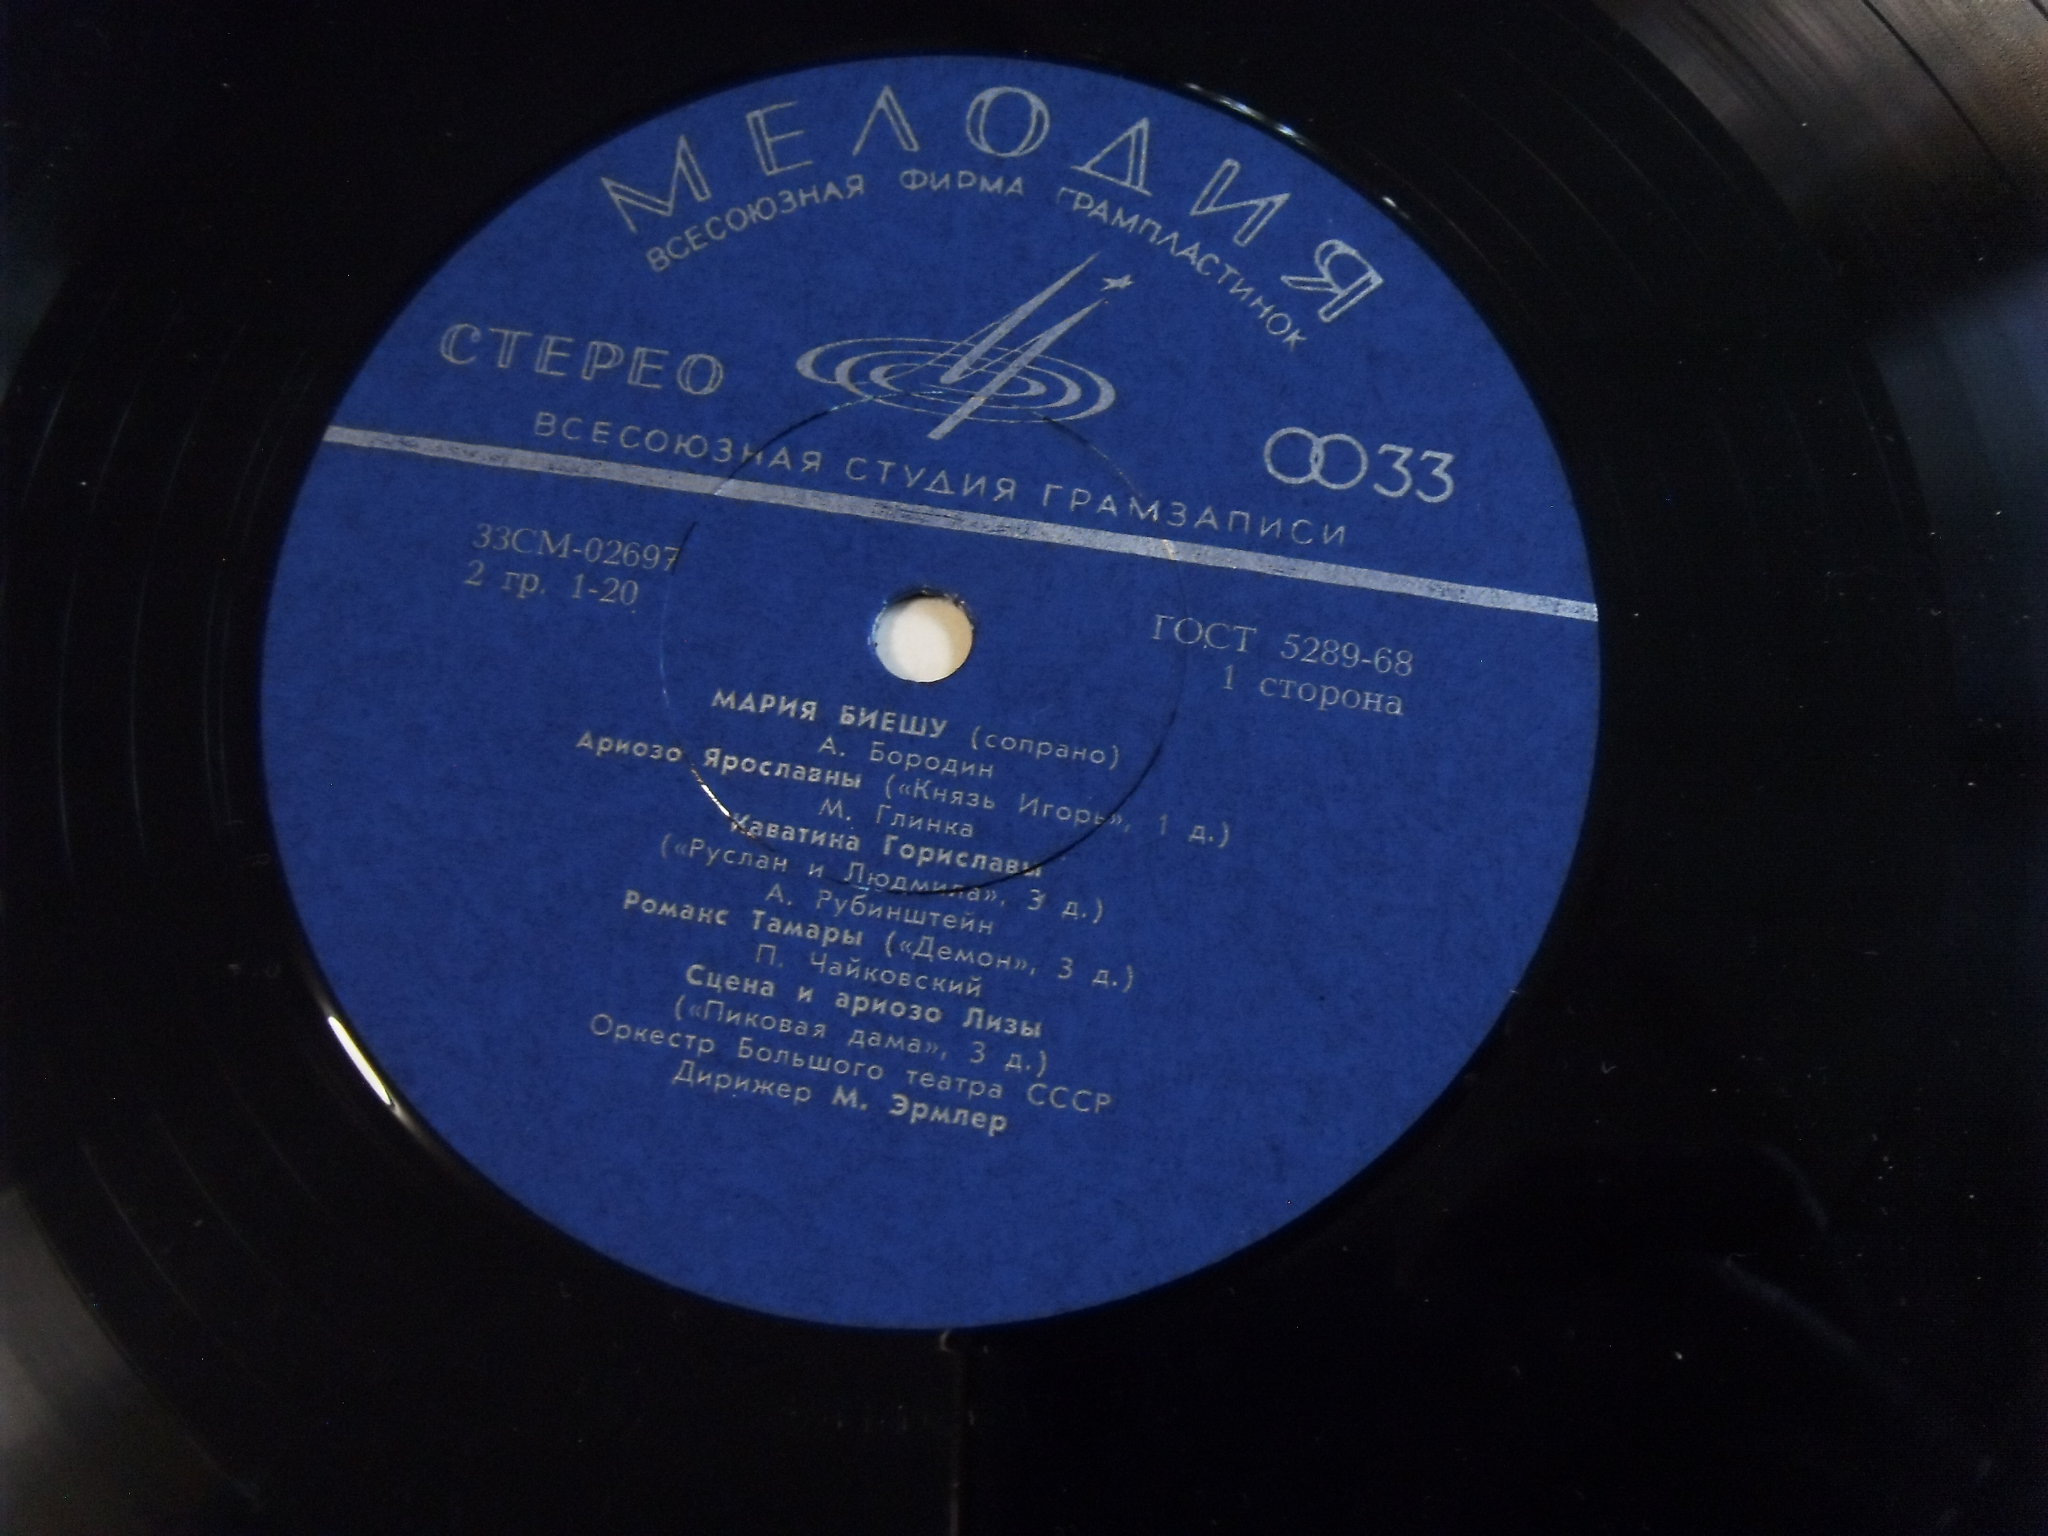 МЕЛОДИЯ
ВСЕСОЮЗНАЯ ФИРМА ГРАМПЛАСТИНОК
СТЕРЕО
33
ВСЕСОЮЗНАЯ СТУДИЯ ГРАМЗАПИСИ
33СМ-02697
2 гр. 1-20
ГОСТ 5289-68
1 сторона
МАРИЯ БИЕШУ (сопрано)
А. Бородин
Ариозо Ярославны («Князь Игорь», 1 д.)
М. Глинка
Каватина Гориславы
(«Руслан и Людмила», 3 д.)
А. Рубинштейн
Романс Тамары («Демон», 3 д.)
П. Чайковский
Сцена и ариозо Лизы
(«Пиковая дама», 3 д.)
Оркестр Большого театра СССР
Дирижер М. Эрмлер